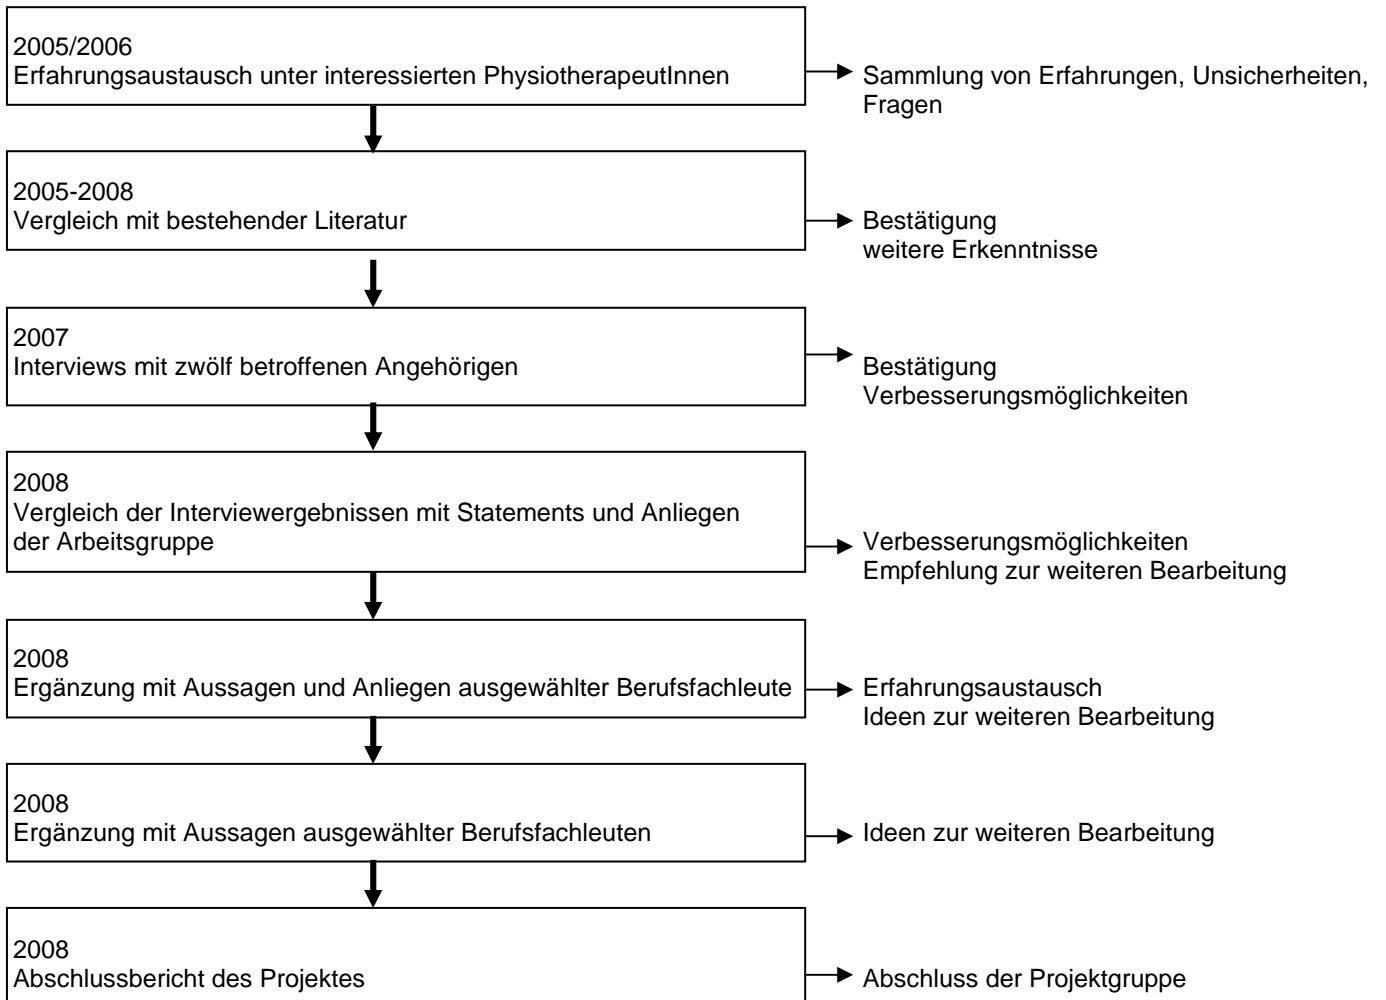 2005/2006
Erfahrungsaustausch unter interessierten PhysiotherapeutInnen
Sammlung von Erfahrungen, Unsicherheiten,
Fragen
2005-2008
Vergleich mit bestehender Literatur
Bestätigung
weitere Erkenntnisse
2007
Interviews mit zwölf betroffenen Angehörigen
Bestätigung
Verbesserungsmöglichkeiten
2008
Vergleich der Interviewergebnissen mit Statements und Anliegen
der Arbeitsgruppe
Verbesserungsmöglichkeiten
Empfehlung zur weiteren Bearbeitung
2008
Ergänzung mit Aussagen und Anliegen ausgewählter Berufsfachleute
Erfahrungsaustausch
Ideen zur weiteren Bearbeitung
2008
Ergänzung mit Aussagen ausgewählter Berufsfachleuten
Ideen zur weiteren Bearbeitung
2008
Abschlussbericht des Projektes
Abschluss der Projektgruppe